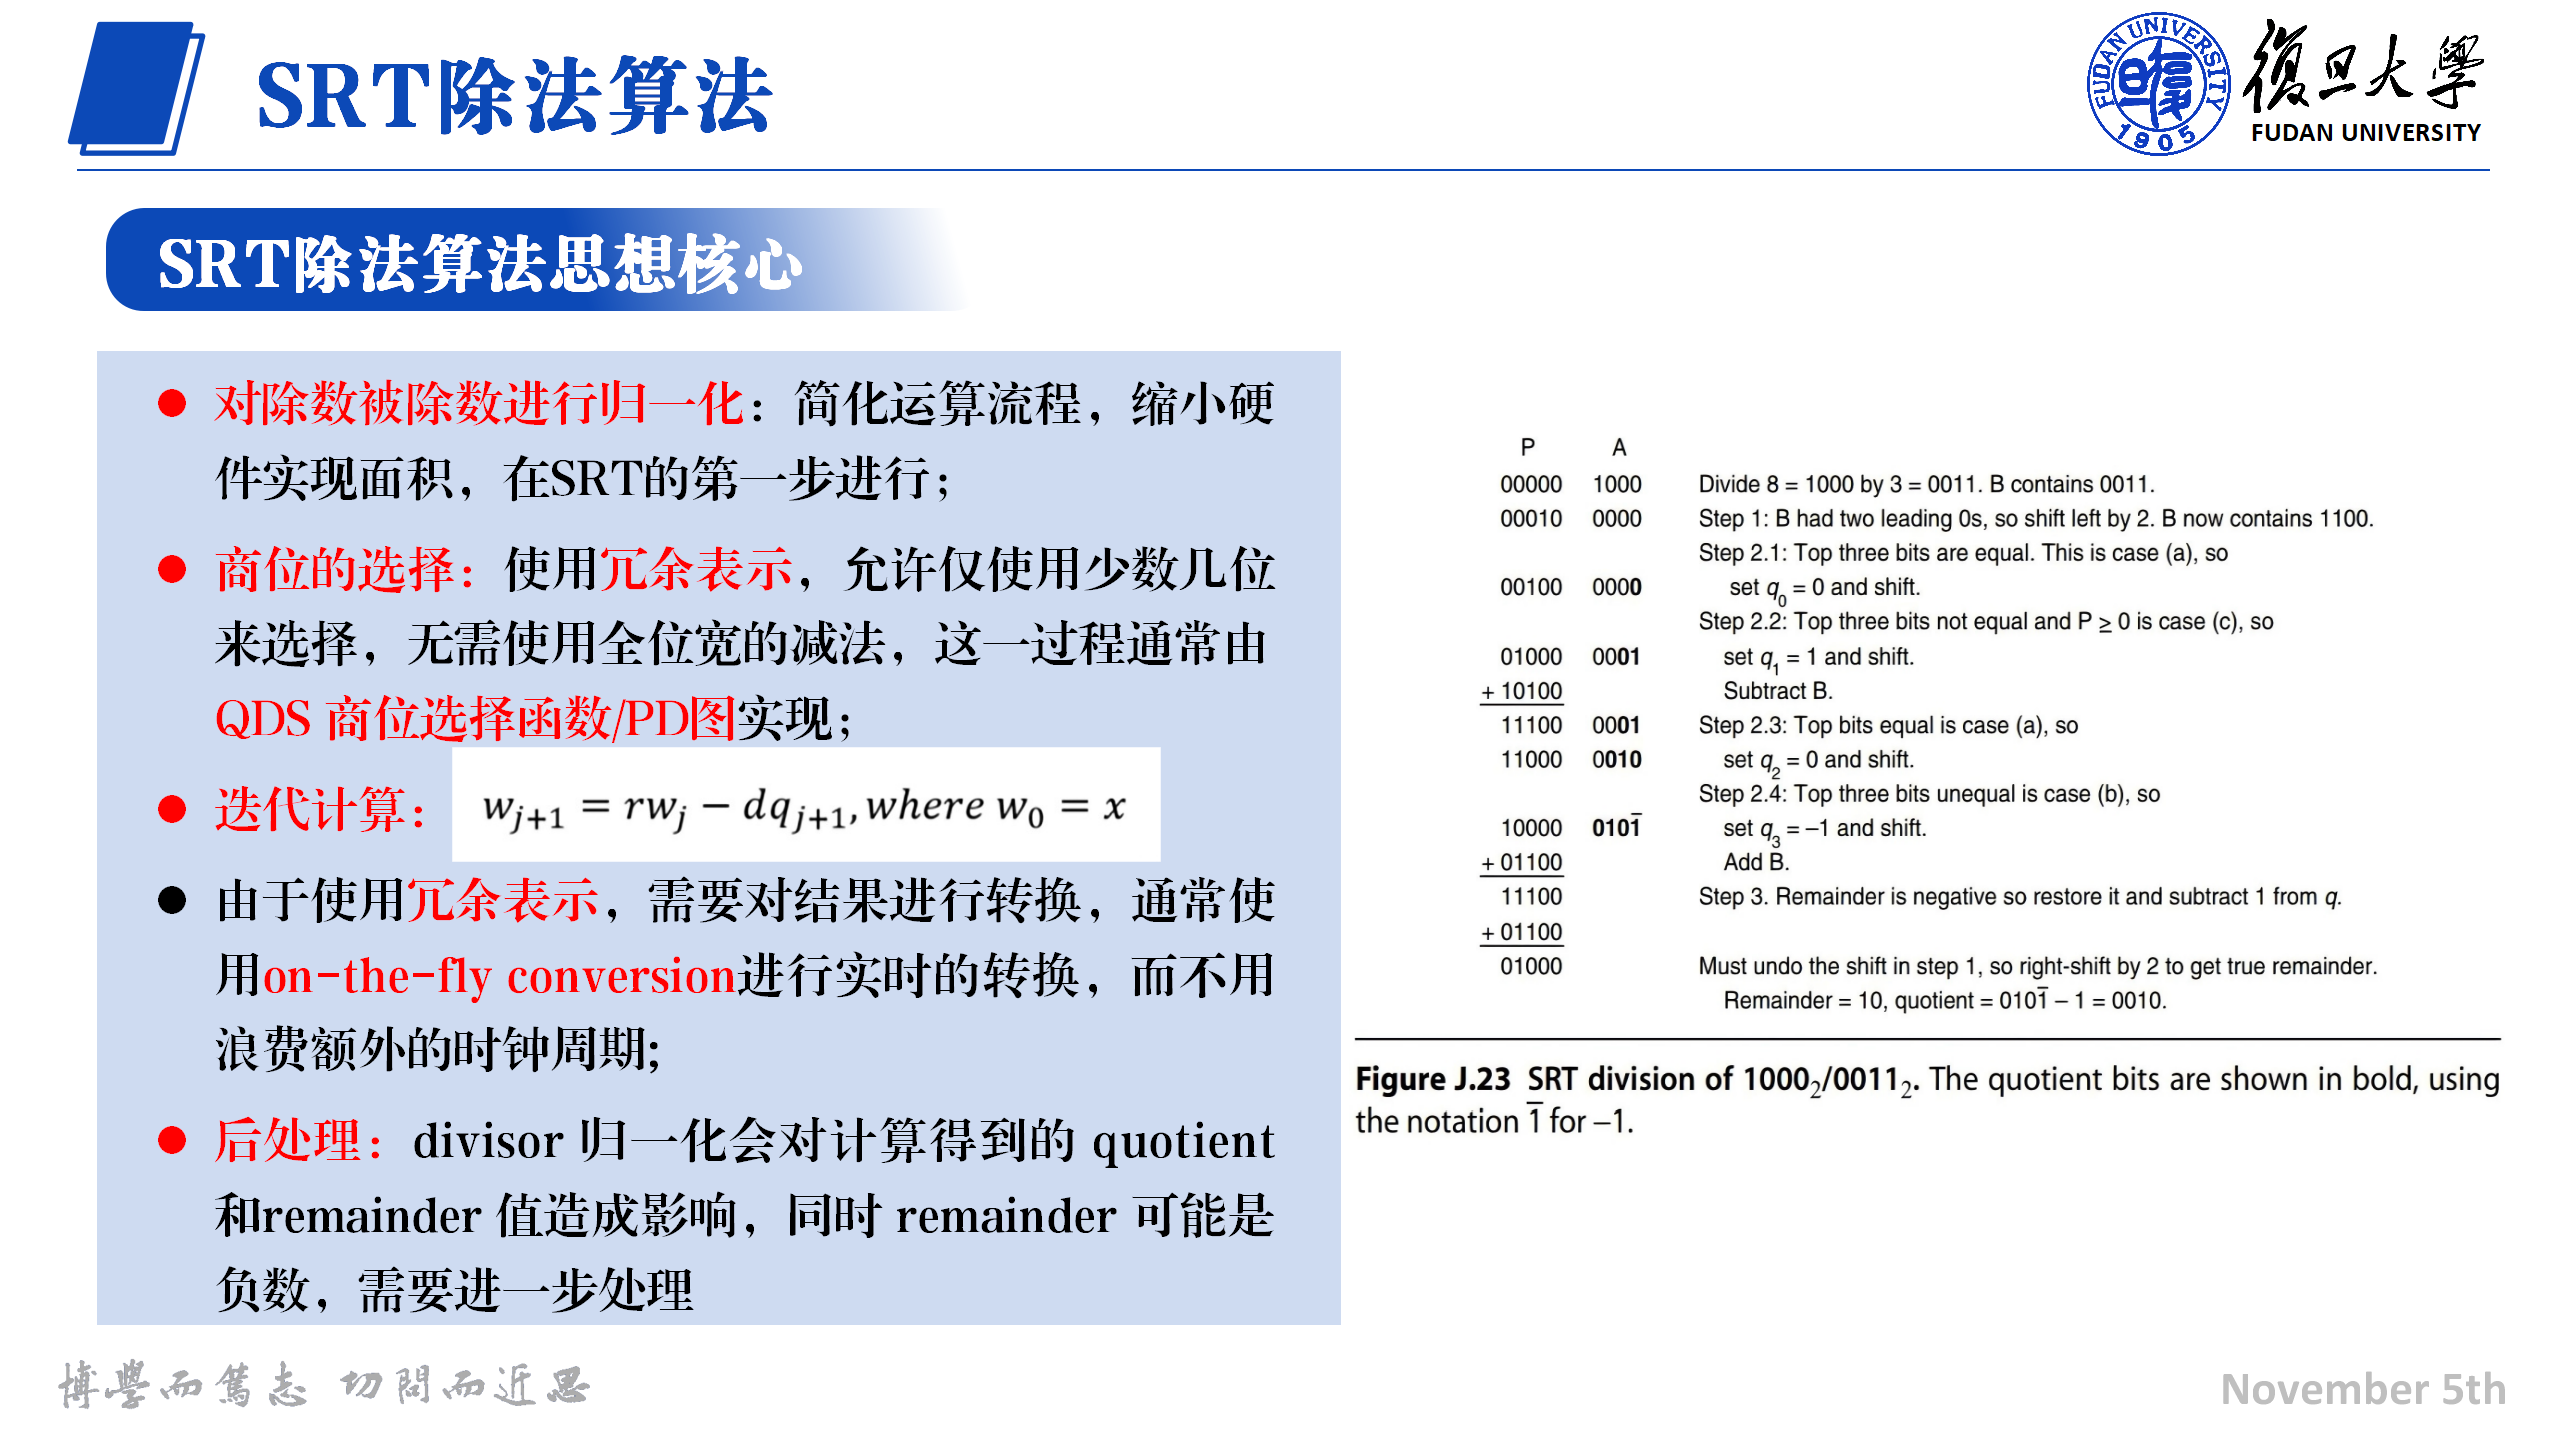 SRT除法算法
FUDAN UNIVERSITY
1905
復旦大學
FUDAN UNIVERSITY
SRT除法算法思想核心
对除数被除数进行归一化：简化运算流程，缩小硬
件实现面积，在SRT的第一步进行；
商位的选择：使用冗余表示，允许仅使用少数几位
来选择，无需使用全位宽的减法，这一过程通常由
QDS 商位选择函数/PD图实现；
迭代计算： w_{j+1} = rw_j − dq_{j+1}, where w_0 = x
由于使用冗余表示，需要对结果进行转换，通常使
用on-the-fly conversion进行实时的转换，而不用
浪费额外的时钟周期;
后处理：divisor 归一化会对计算得到的 quotient
和remainder 值造成影响，同时 remainder 可能是
负数，需要进一步处理
P A
00000 1000 Divide 8 = 1000 by 3 = 0011. B contains 0011.
00010 0000 Step 1: B had two leading 0s, so shift left by 2. B now contains 1100.
Step 2.1: Top three bits are equal. This is case (a), so
00100 0000 set q₀ = 0 and shift.
Step 2.2: Top three bits not equal and P ≥ 0 is case (c), so
01000 0001 set q₁ = 1 and shift.
+ 10100 Subtract B.
11100 0001 Step 2.3: Top bits equal is case (a), so
11000 0010 set q₂ = 0 and shift.
Step 2.4: Top three bits unequal is case (b), so
10000 0101̅ set q₃ = –1 and shift.
+ 01100 Add B.
11100 Step 3. Remainder is negative so restore it and subtract 1 from q.
+ 01100
01000 Must undo the shift in step 1, so right-shift by 2 to get true remainder.
Remainder = 10, quotient = 0101̅ – 1 = 0010.
Figure J.23 SRT division of 1000₂/0011₂. The quotient bits are shown in bold, using
the notation 1̅ for –1.
博學而篤志 切問而近思
November 5th